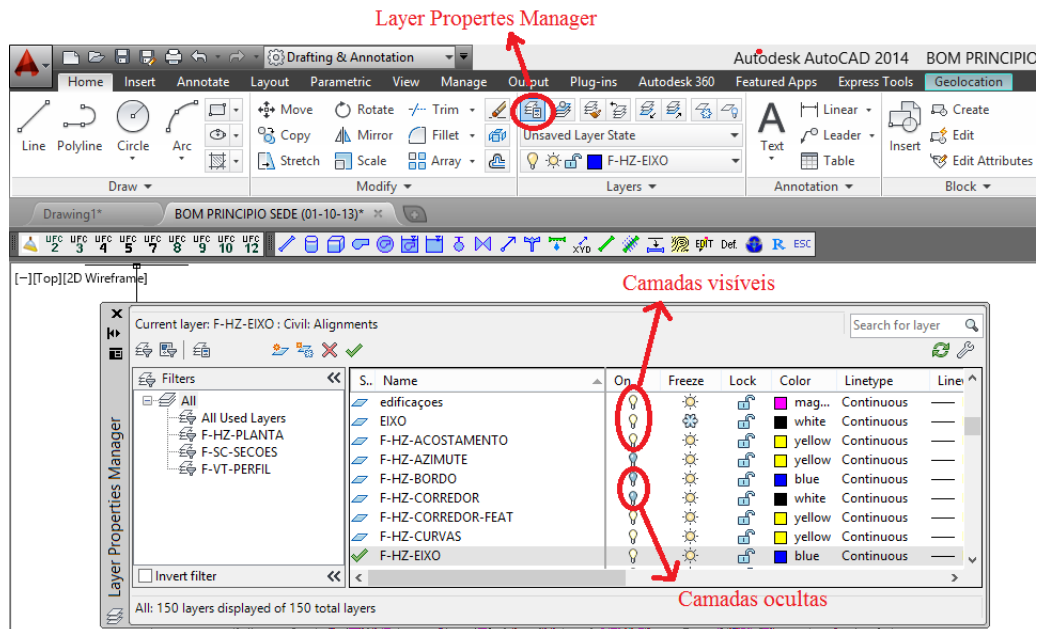 Layer Propertes Manager
Drafting & Annotation
Autodesk AutoCAD 2014 BOM PRINCIPIO
Home Insert Annotate Layout Parametric View Manage Output Plug-ins Autodesk 360 Featured Apps Express Tools Geolocation
Move Rotate Trim Linear Create
Copy Mirror Fillet Unsaved Layer State Leader Edit
Line Polyline Circle Arc Text Insert
Stretch Scale Array F-HZ-EIXO Table Edit Attributes
Draw Modify Layers Annotation Block
Drawing1* BOM PRINCIPIO SEDE (01-10-13)*
UFC 2 UFC 3 UFC 4 UFC 5 UFC 7 UFC 8 UFC 9 UFC 10 UFC 12 XYD EPIT Def. R ESC
[−][Top][2D Wireframe]
Camadas visíveis
Current layer: F-HZ-EIXO : Civil: Alignments
Search for layer
Filters
All
All Used Layers
F-HZ-PLANTA
F-SC-SECOES
F-VT-PERFIL
Invert filter
S.. Name On Freeze Lock Color Linetype Linew
edificaçoes mag... Continuous
EIXO white Continuous
F-HZ-ACOSTAMENTO yellow Continuous
F-HZ-AZIMUTE yellow Continuous
F-HZ-BORDO blue Continuous
F-HZ-CORREDOR white Continuous
F-HZ-CORREDOR-FEAT yellow Continuous
F-HZ-CURVAS yellow Continuous
F-HZ-EIXO blue Continuous
Layer Properties Manager
Camadas ocultas
All: 150 layers displayed of 150 total layers